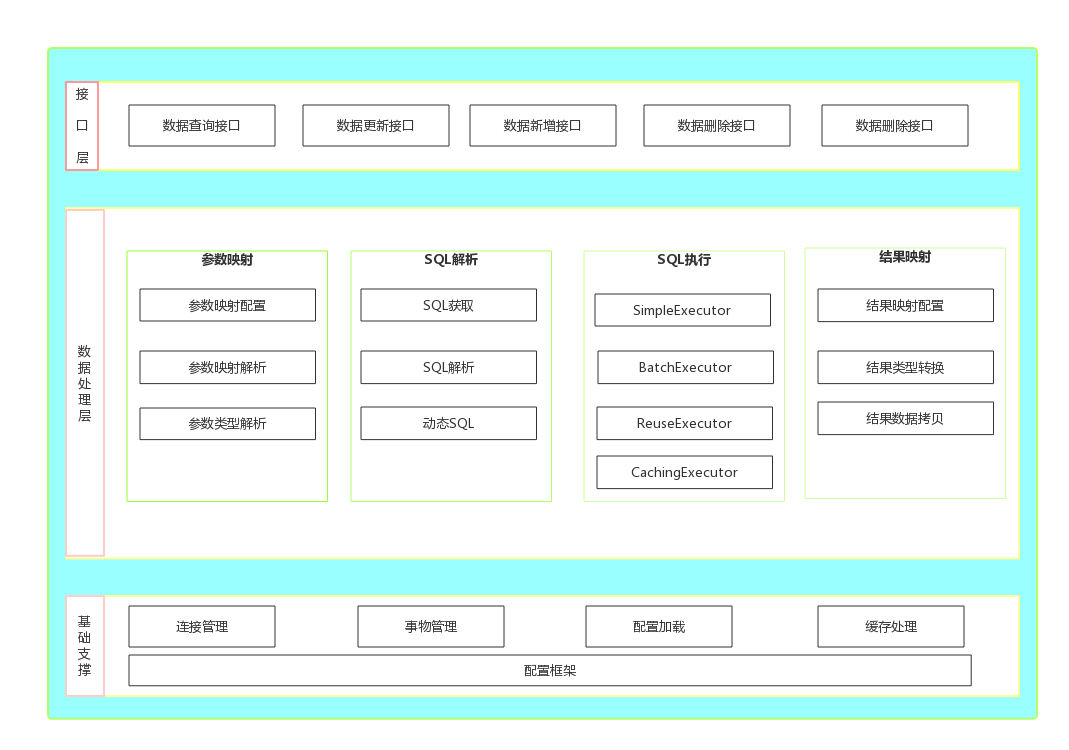 接口层
数据查询接口
数据更新接口
数据新增接口
数据删除接口
数据删除接口
数据处理层
参数映射
参数映射配置
参数映射解析
参数类型解析
SQL解析
SQL获取
SQL解析
动态SQL
SQL执行
SimpleExecutor
BatchExecutor
ReuseExecutor
CachingExecutor
结果映射
结果映射配置
结果类型转换
结果数据拷贝
基础支撑
连接管理
事物管理
配置加载
缓存处理
配置框架